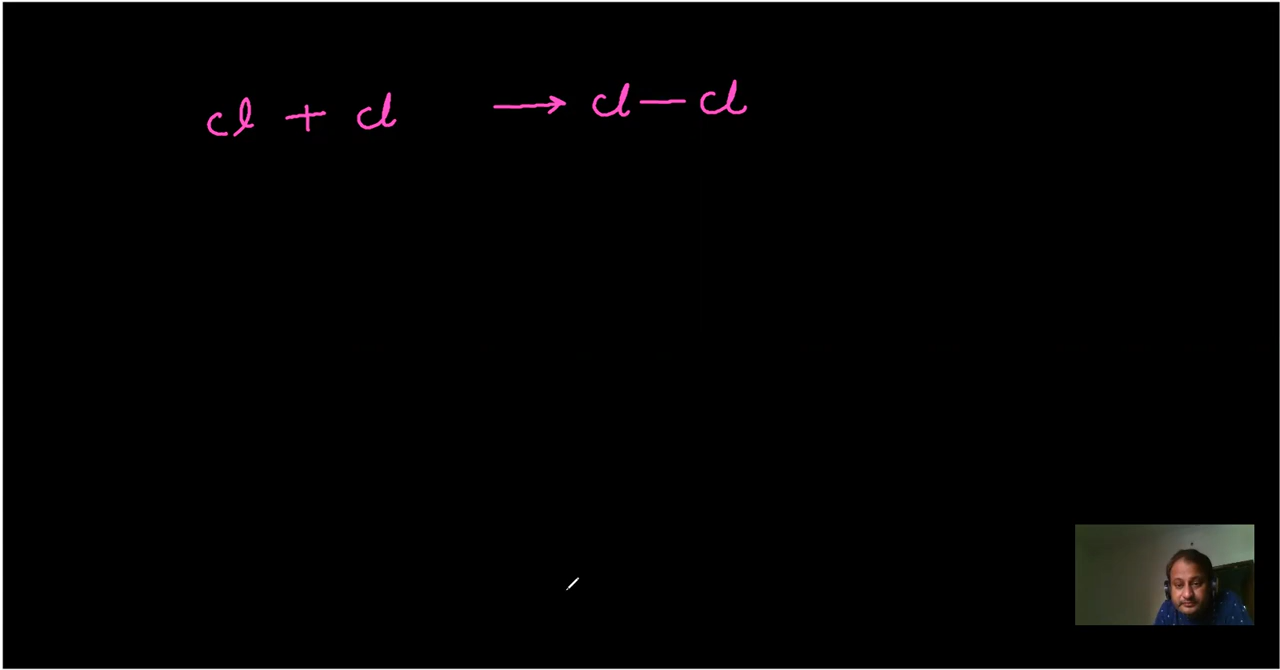 cl + cl → cl — cl